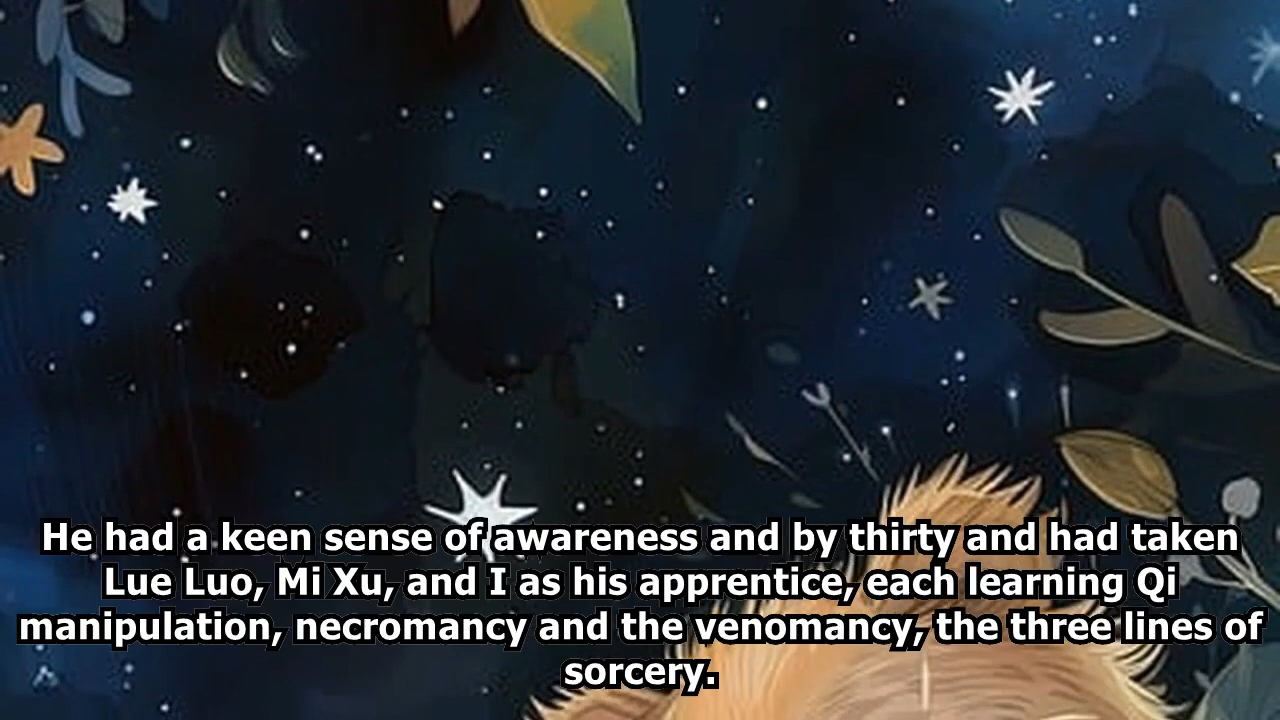 He had a keen sense of awareness and by thirty and had taken
Lue Luo, Mi Xu, and I as his apprentice, each learning Qi
manipulation, necromancy and the venomancy, the three lines of
sorcery.